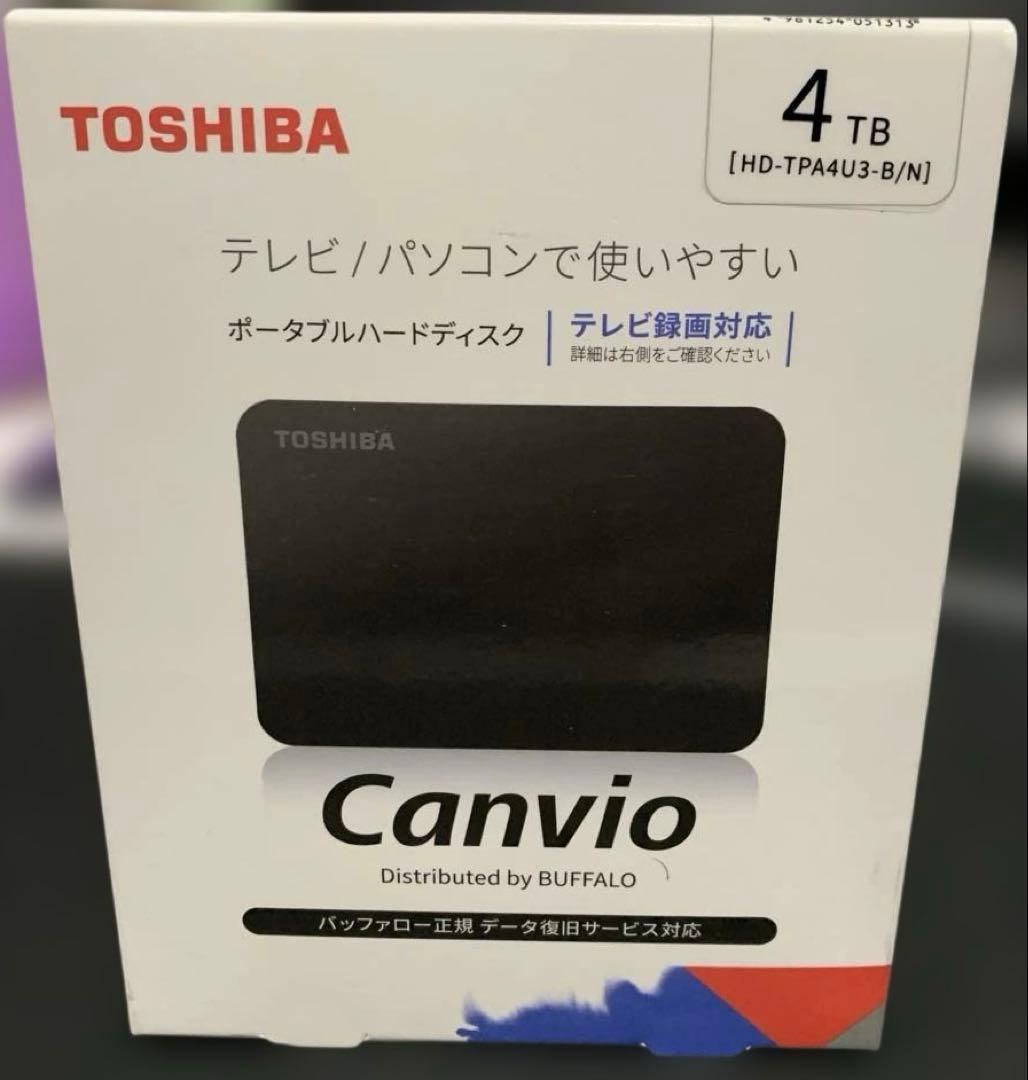 4 981254 051313
TOSHIBA
4 TB
[HD-TPA4U3-B/N]
テレビ/パソコンで使いやすい
ポータブルハードディスク
テレビ録画対応
詳細は右側をご確認ください
TOSHIBA
Canvio
Distributed by BUFFALO
バッファロー正規 データ復旧サービス対応